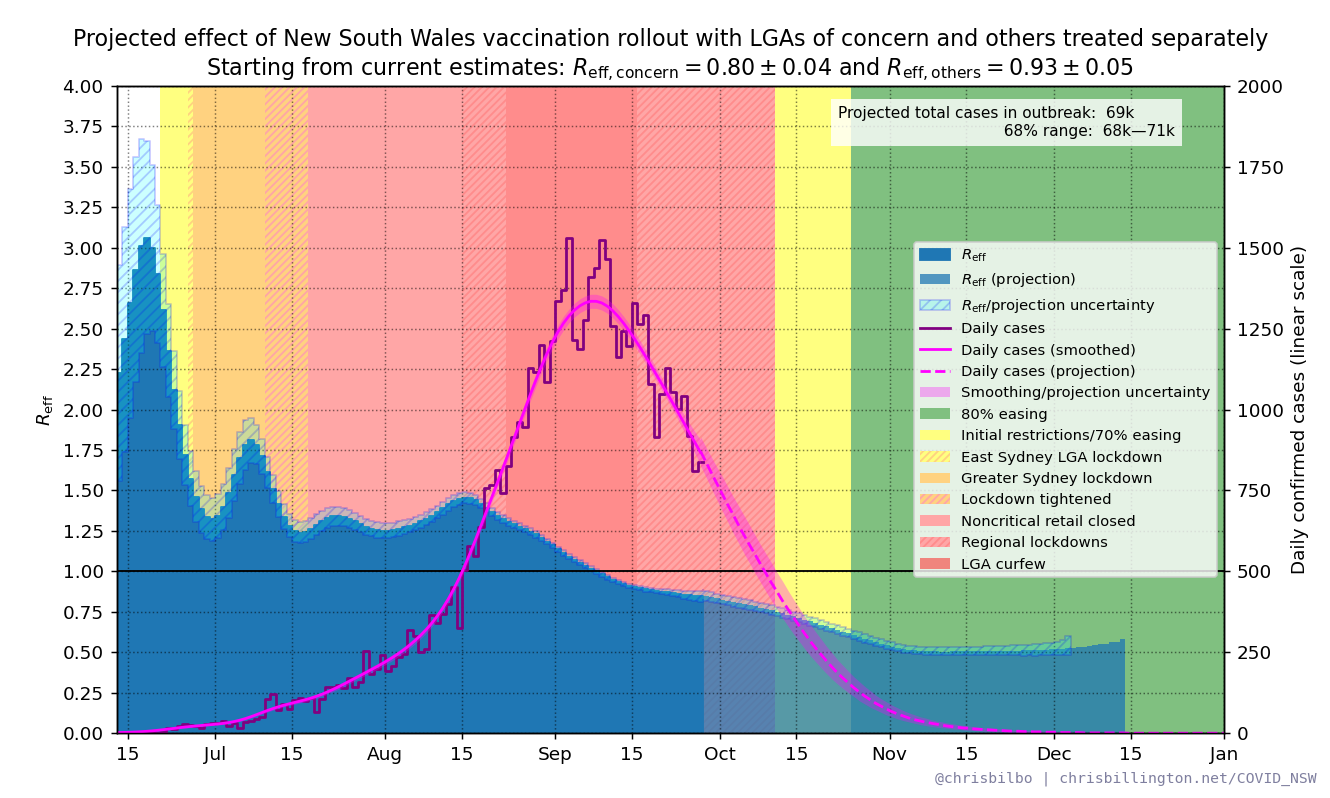 Projected effect of New South Wales vaccination rollout with LGAs of concern and others treated separately
Starting from current estimates: R_eff, concern = 0.80 ± 0.04 and R_eff, others = 0.93 ± 0.05
Projected total cases in outbreak: 69k
68% range: 68k—71k
4.00
3.75
3.50
3.25
3.00
2.75
2.50
2.25
2.00
1.75
1.50
1.25
1.00
0.75
0.50
0.25
0.00
R_eff
2000
1750
1500
1250
1000
750
500
250
0
Daily confirmed cases (linear scale)
R_eff
R_eff (projection)
R_eff/projection uncertainty
Daily cases
Daily cases (smoothed)
Daily cases (projection)
Smoothing/projection uncertainty
80% easing
Initial restrictions/70% easing
East Sydney LGA lockdown
Greater Sydney lockdown
Lockdown tightened
Noncritical retail closed
Regional lockdowns
LGA curfew
15 Jul 15 Aug 15 Sep 15 Oct 15 Nov 15 Dec 15 Jan
@chrisbilbo | chrisbillington.net/COVID_NSW